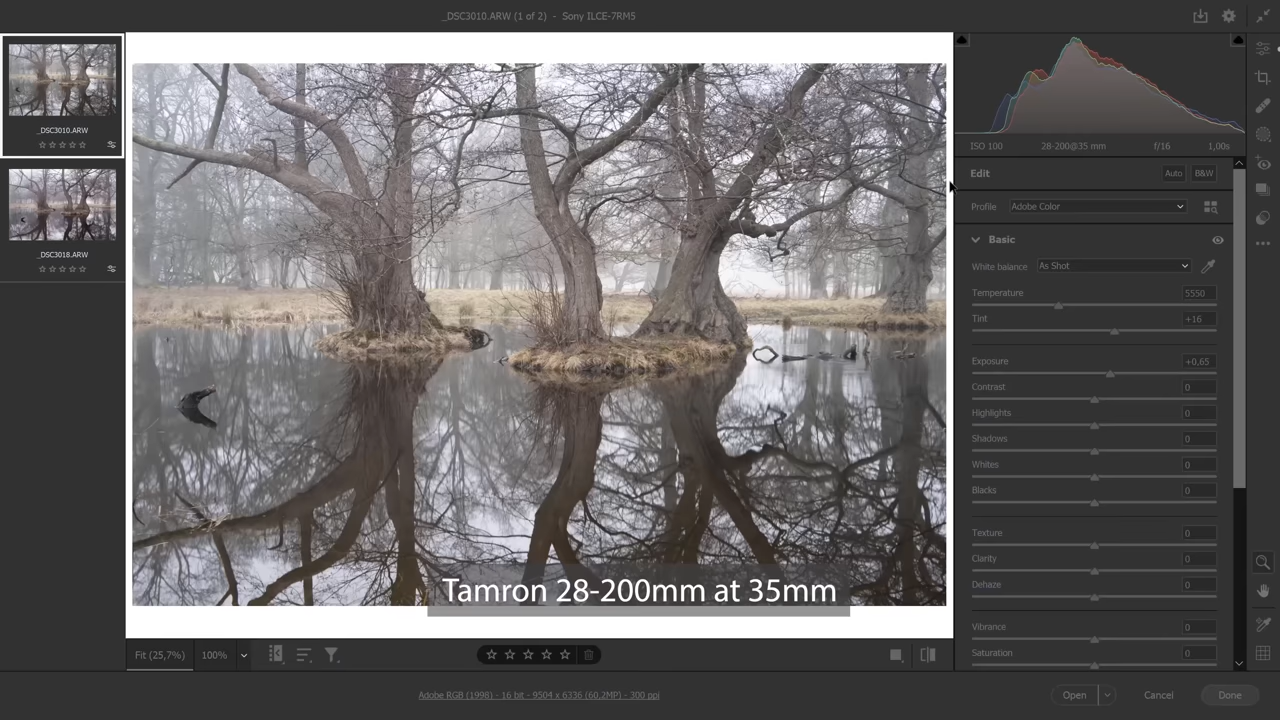 _DSC3010.ARW (1 of 2) - Sony ILCE-7RM5
_DSC3010.ARW
_DSC3018.ARW
Tamron 28-200mm at 35mm
Fit (25,7%)
100%
Adobe RGB (1998) - 16 bit - 9504 x 6336 (60,2MP) - 300 ppi
ISO 100 28-200@35 mm f/16 1,00s
Edit Auto B&W
Profile Adobe Color
Basic
White balance As Shot
Temperature 5550
Tint +16
Exposure +0,65
Contrast 0
Highlights 0
Shadows 0
Whites 0
Blacks 0
Texture 0
Clarity 0
Dehaze 0
Vibrance 0
Saturation 0
Open Cancel Done